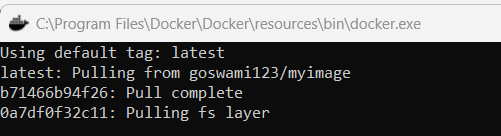 C:\Program Files\Docker\Docker\resources\bin\docker.exe
Using default tag: latest
latest: Pulling from goswami123/myimage
b71466b94f26: Pull complete
0a7df0f32c11: Pulling fs layer